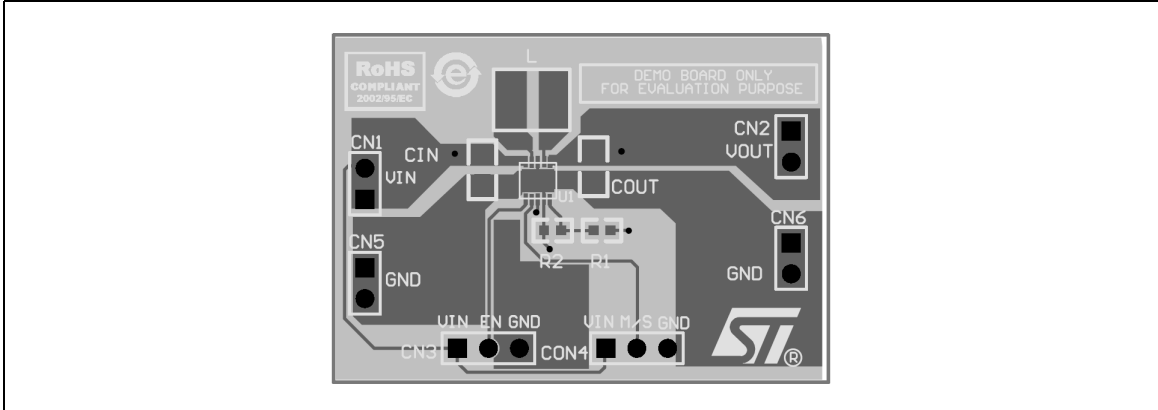 L
RoHS
COMPLIANT
2002/95/EC
e
DEMO BOARD ONLY
FOR EVALUATION PURPOSE
CN1
CIN
VIN
CN2
VOUT
COUT
U1
CN6
CN5
GND
R2 R1
GND
VIN EN GND
VIN M/S GND
CN3
CON4
ST
®